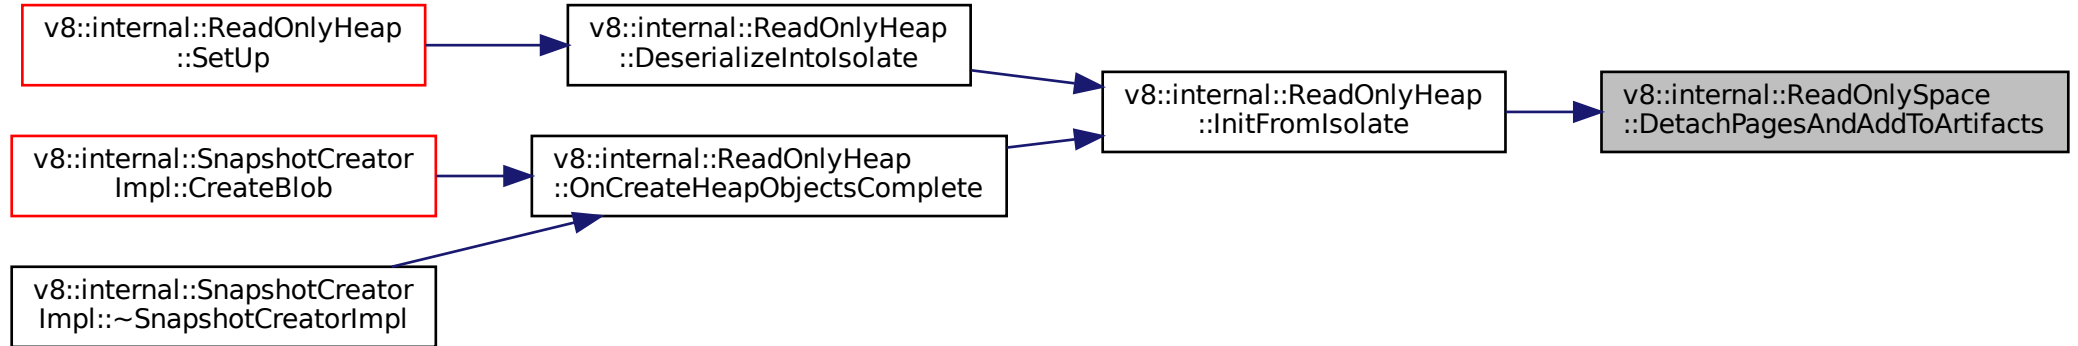 v8::internal::ReadOnlyHeap
::SetUp
v8::internal::ReadOnlyHeap
::DeserializeIntoIsolate
v8::internal::ReadOnlyHeap
::InitFromIsolate
v8::internal::ReadOnlySpace
::DetachPagesAndAddToArtifacts
v8::internal::SnapshotCreator
Impl::CreateBlob
v8::internal::ReadOnlyHeap
::OnCreateHeapObjectsComplete
v8::internal::SnapshotCreator
Impl::~SnapshotCreatorImpl